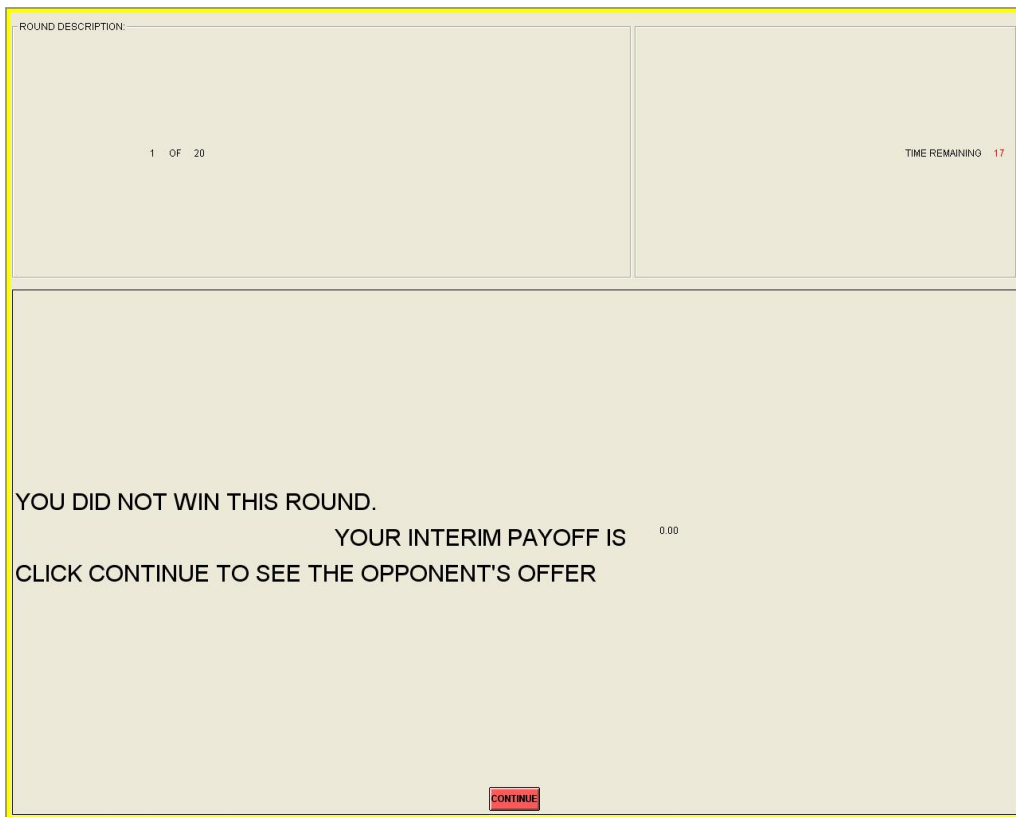 ROUND DESCRIPTION:
1 OF 20
TIME REMAINING 17
YOU DID NOT WIN THIS ROUND.
YOUR INTERIM PAYOFF IS 0.00
CLICK CONTINUE TO SEE THE OPPONENT'S OFFER
CONTINUE